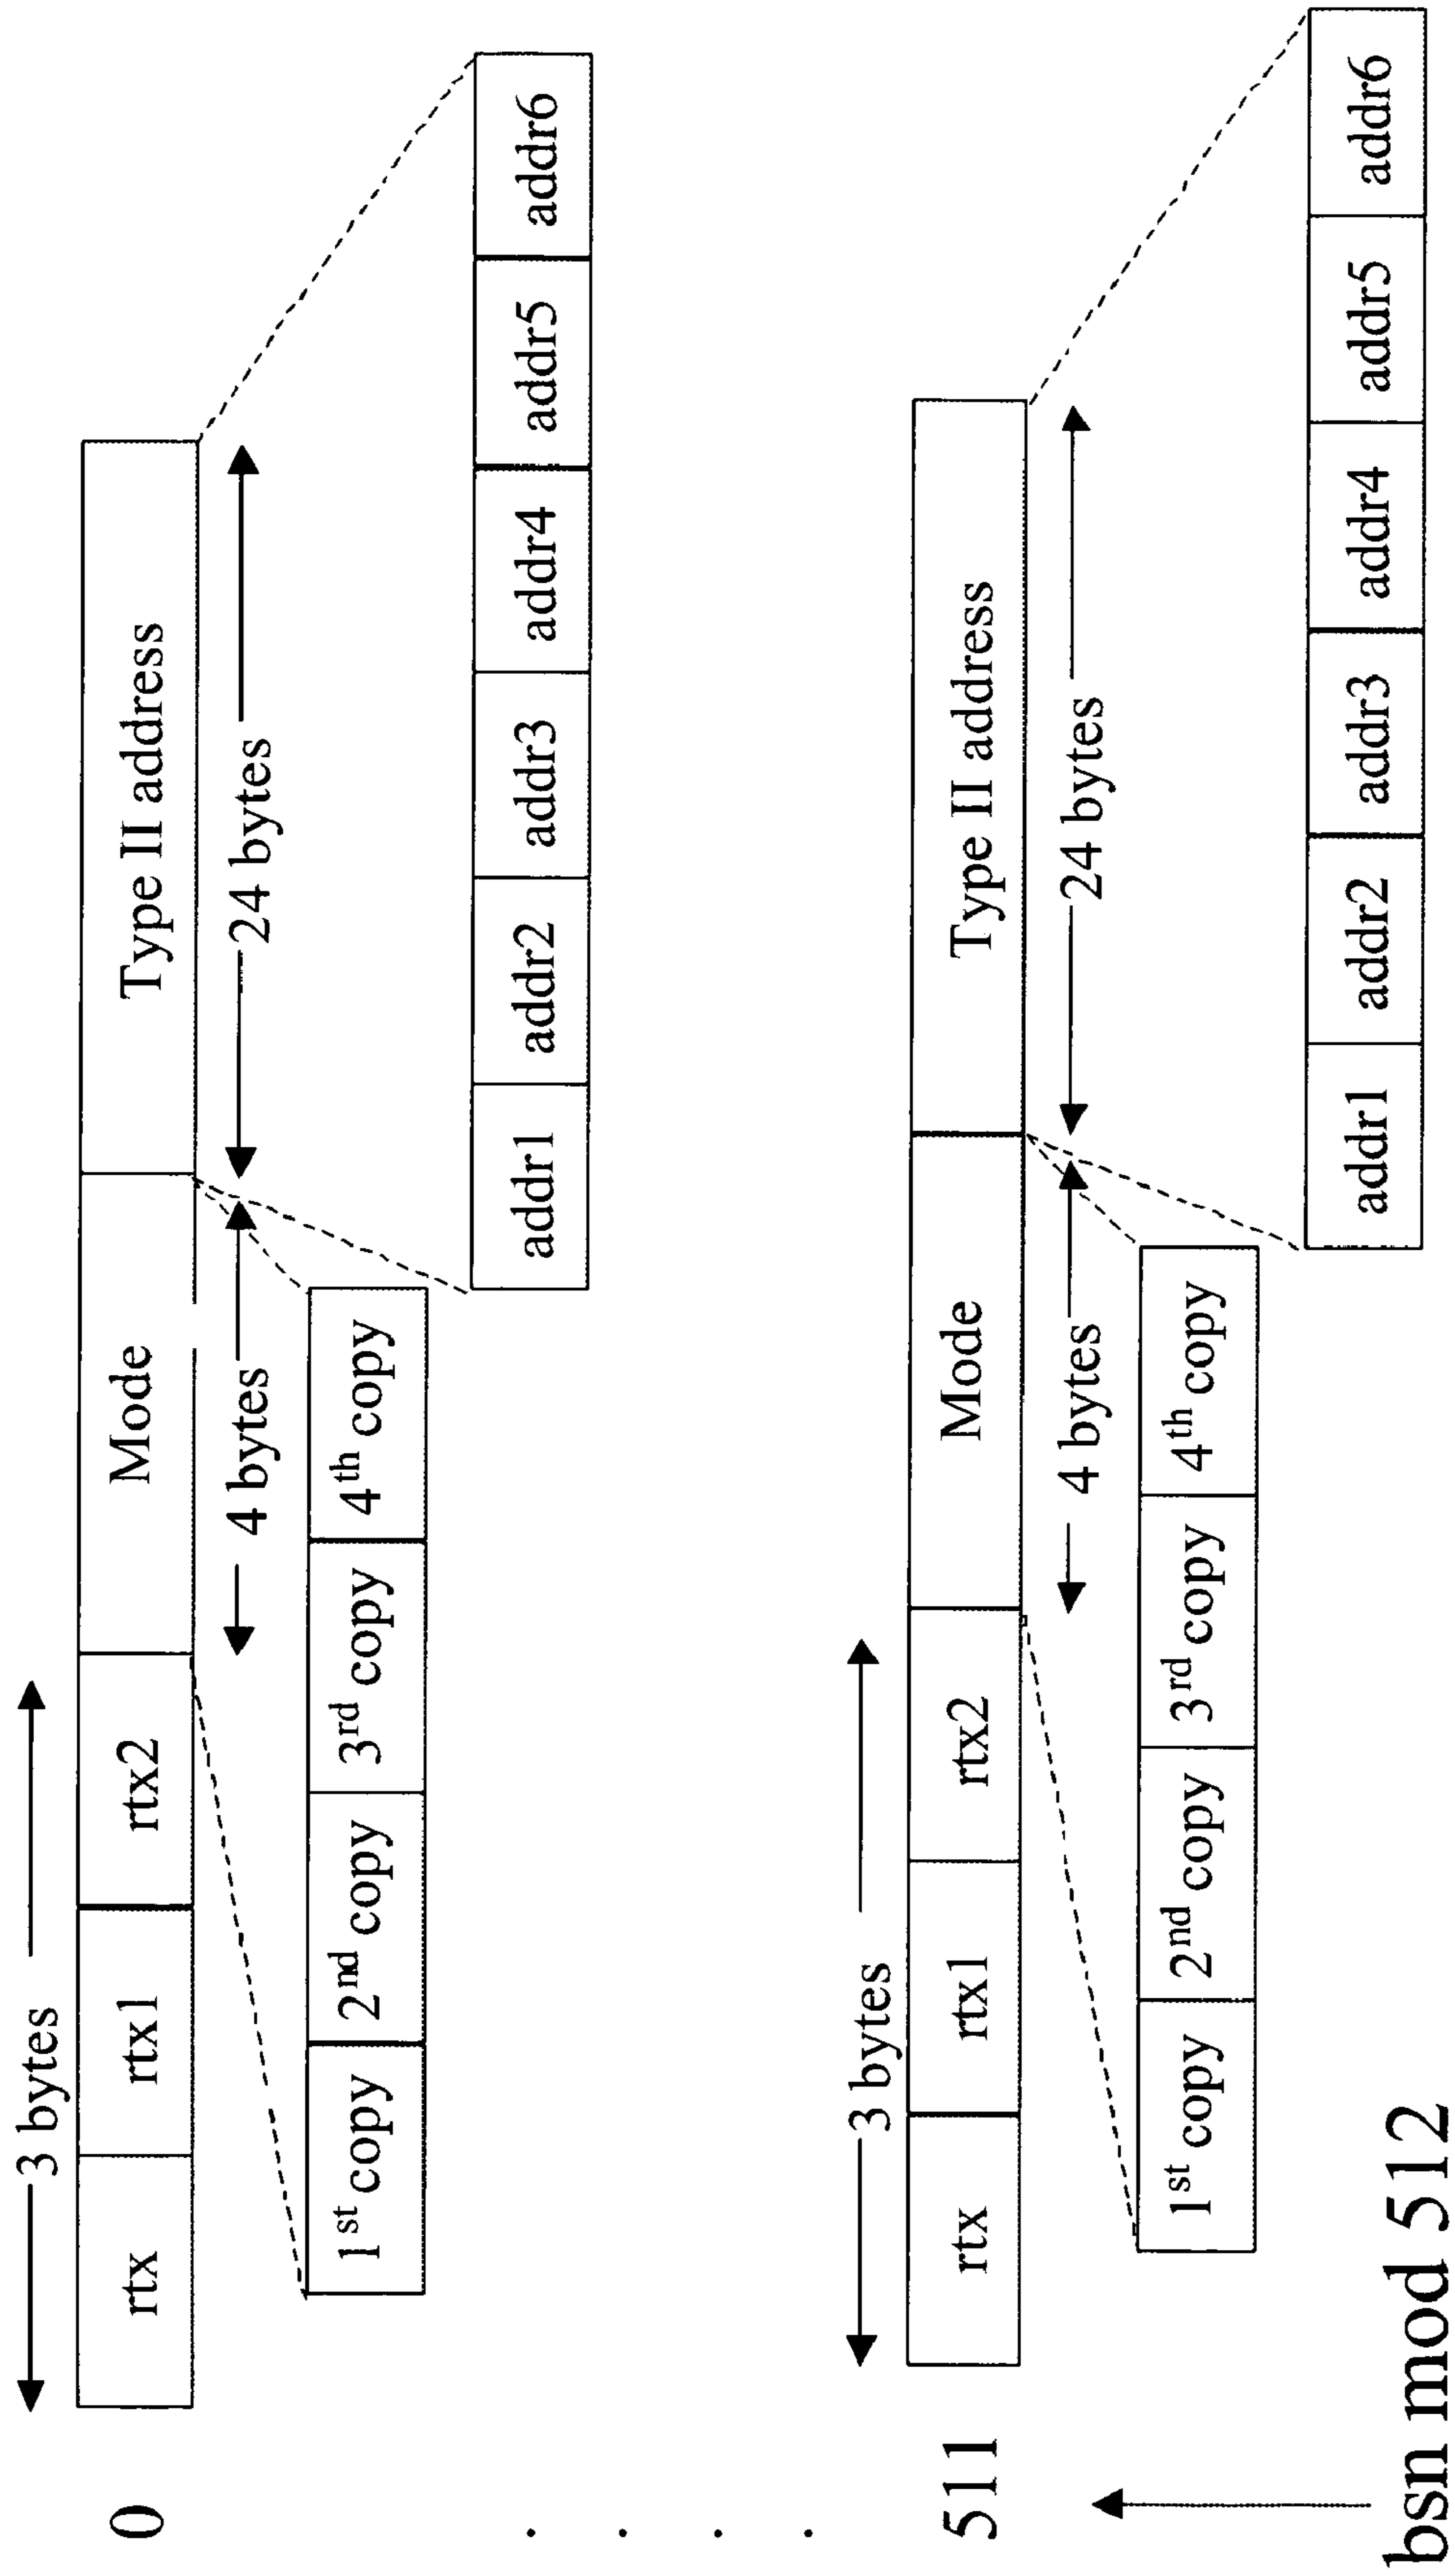 3 bytes
0 rtx rtx1 rtx2 Mode Type II address
4 bytes 24 bytes
1st copy 2nd copy 3rd copy 4th copy
addr1 addr2 addr3 addr4 addr5 addr6
. . . .
3 bytes
511 rtx rtx1 rtx2 Mode Type II address
4 bytes 24 bytes
1st copy 2nd copy 3rd copy 4th copy
addr1 addr2 addr3 addr4 addr5 addr6
bsn mod 512